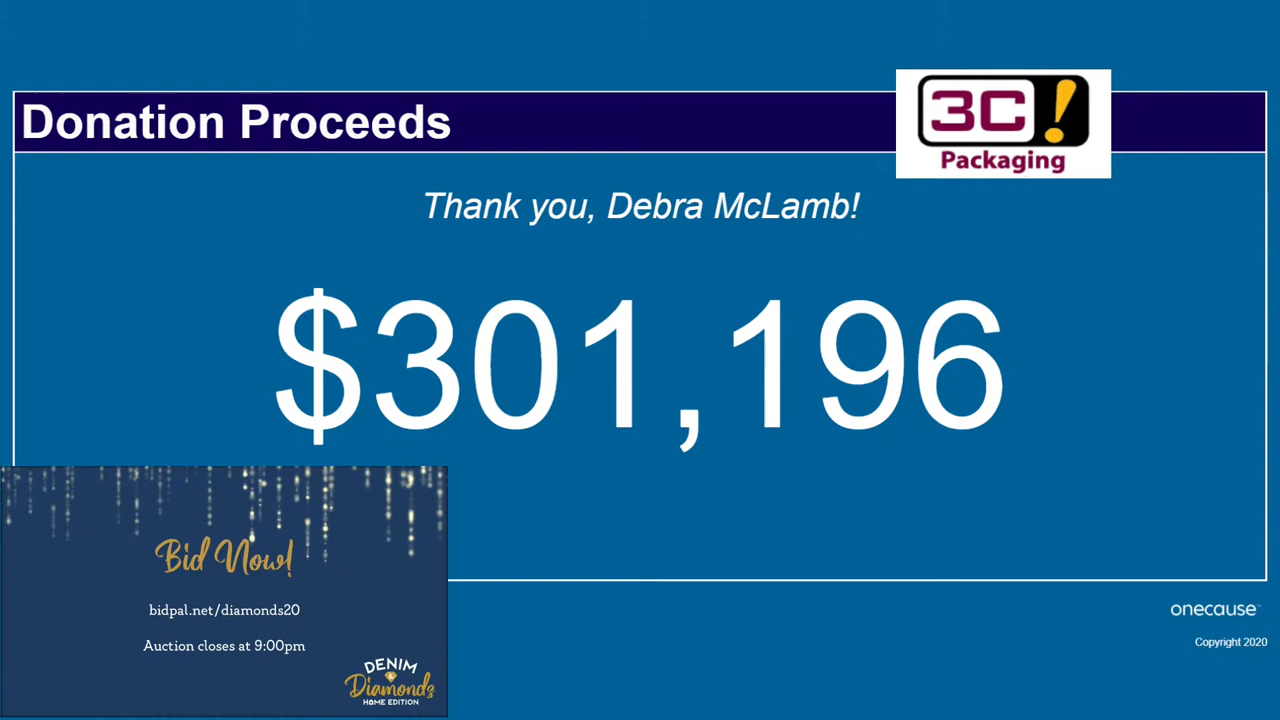 Donation Proceeds
3C!
Packaging
Thank you, Debra McLamb!
$301,196
Bid Now!
bidpal.net/diamonds20
Auction closes at 9:00pm
DENIM
&
Diamonds
HOME EDITION
onecause™
Copyright 2020